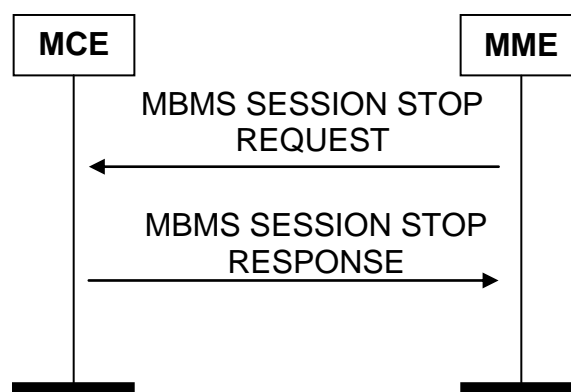 MCE
MME
MBMS SESSION STOP
REQUEST
MBMS SESSION STOP
RESPONSE